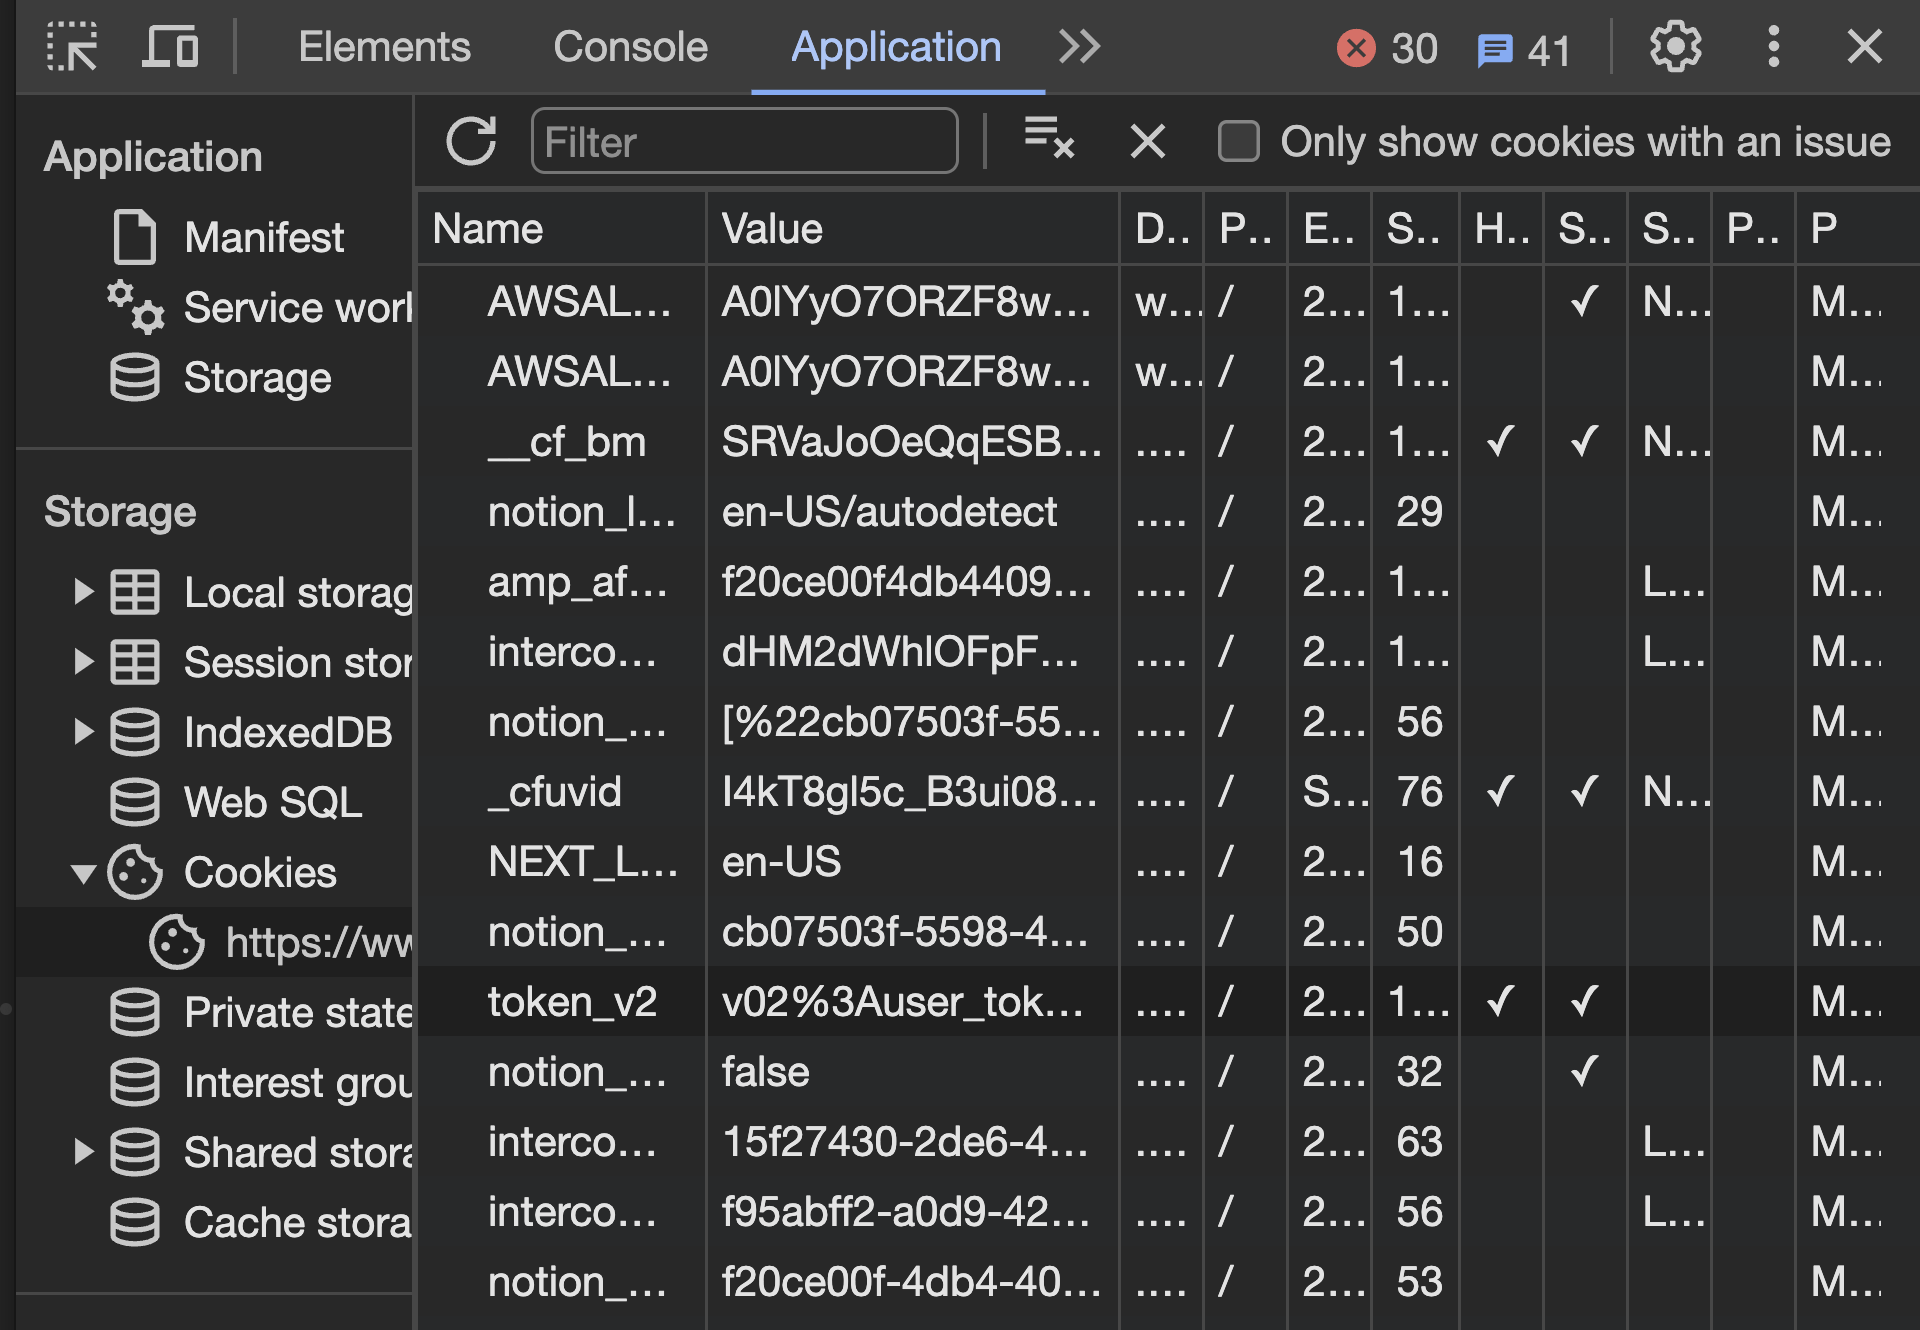 Elements Console Application 30 41
Application
Manifest
Service work
Storage
Storage
Local storag
Session stor
IndexedDB
Web SQL
Cookies
https://ww
Private state
Interest grou
Shared stora
Cache stora
Filter Only show cookies with an issue
Name Value D.. P.. E.. S.. H.. S.. S.. P.. P
AWSAL... A0lYyO7ORZF8w... w... / 2... 1... ✓ N... M...
AWSAL... A0lYyO7ORZF8w... w... / 2... 1... M...
__cf_bm SRVaJoOeQqESB... .... / 2... 1... ✓ ✓ N... M...
notion_l... en-US/autodetect .... / 2... 29 M...
amp_af... f20ce00f4db4409... .... / 2... 1... L... M...
interco... dHM2dWhlOFpF... .... / 2... 1... L... M...
notion_... [%22cb07503f-55... .... / 2... 56 M...
_cfuvid I4kT8gl5c_B3ui08... .... / S... 76 ✓ ✓ N... M...
NEXT_L... en-US .... / 2... 16 M...
notion_... cb07503f-5598-4... .... / 2... 50 M...
token_v2 v02%3Auser_tok... .... / 2... 1... ✓ ✓ M...
notion_... false .... / 2... 32 ✓ M...
interco... 15f27430-2de6-4... .... / 2... 63 L... M...
interco... f95abff2-a0d9-42... .... / 2... 56 L... M...
notion_... f20ce00f-4db4-40... .... / 2... 53 M...